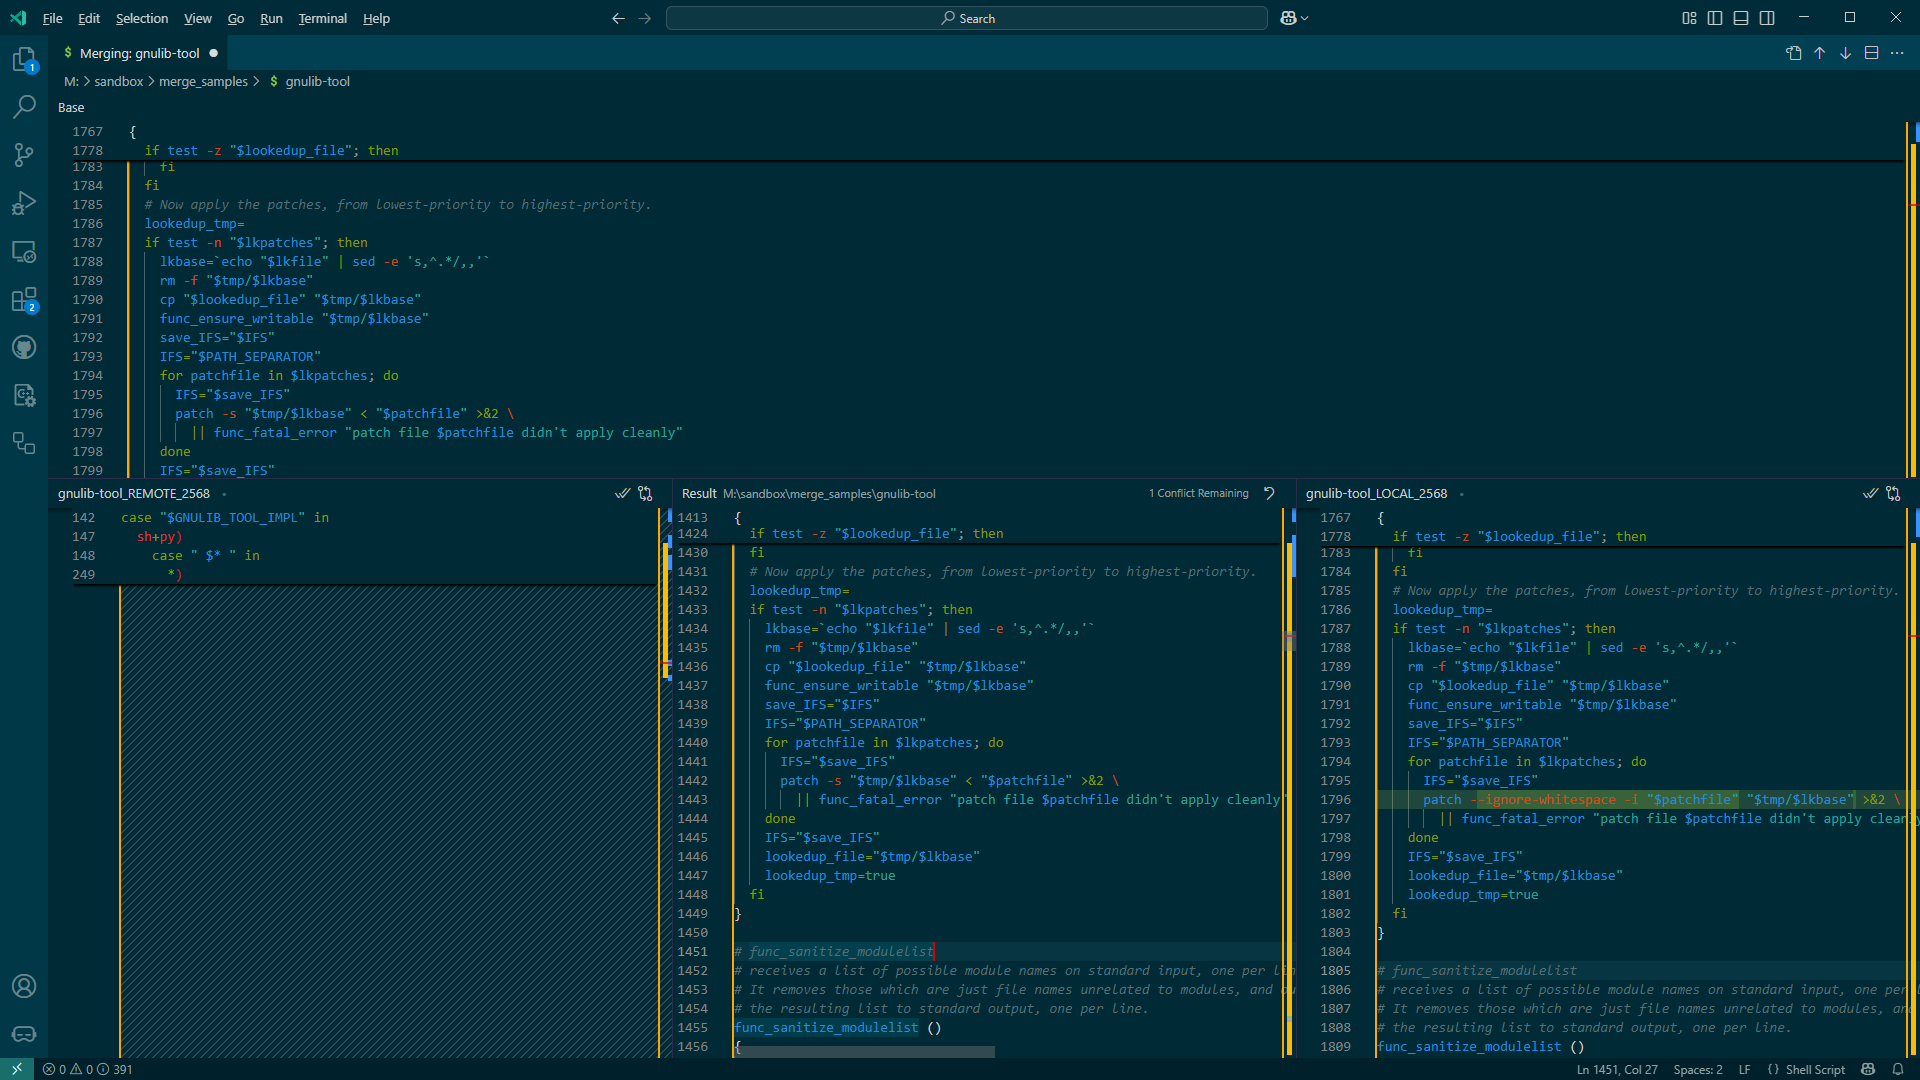 File Edit Selection View Go Run Terminal Help
Search
$ Merging: gnulib-tool
M: > sandbox > merge_samples > $ gnulib-tool
1
2
Base
1767 {
1778 if test -z "$lookedup_file"; then
1783 fi
1784 fi
1785 # Now apply the patches, from lowest-priority to highest-priority.
1786 lookedup_tmp=
1787 if test -n "$lkpatches"; then
1788 lkbase=`echo "$lkfile" | sed -e 's,^.*/,,'`
1789 rm -f "$tmp/$lkbase"
1790 cp "$lookedup_file" "$tmp/$lkbase"
1791 func_ensure_writable "$tmp/$lkbase"
1792 save_IFS="$IFS"
1793 IFS="$PATH_SEPARATOR"
1794 for patchfile in $lkpatches; do
1795 IFS="$save_IFS"
1796 patch -s "$tmp/$lkbase" < "$patchfile" >&2 \
1797 || func_fatal_error "patch file $patchfile didn't apply cleanly"
1798 done
1799 IFS="$save_IFS"
gnulib-tool_REMOTE_2568
142 case "$GNULIB_TOOL_IMPL" in
147 sh+py)
148 case " $* " in
249 *)
Result M:\sandbox\merge_samples\gnulib-tool 1 Conflict Remaining
1413 {
1424 if test -z "$lookedup_file"; then
1430 fi
1431 # Now apply the patches, from lowest-priority to highest-priority.
1432 lookedup_tmp=
1433 if test -n "$lkpatches"; then
1434 lkbase=`echo "$lkfile" | sed -e 's,^.*/,,'`
1435 rm -f "$tmp/$lkbase"
1436 cp "$lookedup_file" "$tmp/$lkbase"
1437 func_ensure_writable "$tmp/$lkbase"
1438 save_IFS="$IFS"
1439 IFS="$PATH_SEPARATOR"
1440 for patchfile in $lkpatches; do
1441 IFS="$save_IFS"
1442 patch -s "$tmp/$lkbase" < "$patchfile" >&2 \
1443 || func_fatal_error "patch file $patchfile didn't apply cleanly"
1444 done
1445 IFS="$save_IFS"
1446 lookedup_file="$tmp/$lkbase"
1447 lookedup_tmp=true
1448 fi
1449 }
1450
1451 # func_sanitize_modulelist
1452 # receives a list of possible module names on standard input, one per lin
1453 # It removes those which are just file names unrelated to modules, and ou
1454 # the resulting list to standard output, one per line.
1455 func_sanitize_modulelist ()
1456 {
gnulib-tool_LOCAL_2568
1767 {
1778 if test -z "$lookedup_file"; then
1783 fi
1784 fi
1785 # Now apply the patches, from lowest-priority to highest-priority.
1786 lookedup_tmp=
1787 if test -n "$lkpatches"; then
1788 lkbase=`echo "$lkfile" | sed -e 's,^.*/,,'`
1789 rm -f "$tmp/$lkbase"
1790 cp "$lookedup_file" "$tmp/$lkbase"
1791 func_ensure_writable "$tmp/$lkbase"
1792 save_IFS="$IFS"
1793 IFS="$PATH_SEPARATOR"
1794 for patchfile in $lkpatches; do
1795 IFS="$save_IFS"
1796 patch --ignore-whitespace -i "$patchfile" "$tmp/$lkbase" >&2 \
1797 || func_fatal_error "patch file $patchfile didn't apply cleanly
1798 done
1799 IFS="$save_IFS"
1800 lookedup_file="$tmp/$lkbase"
1801 lookedup_tmp=true
1802 fi
1803 }
1804
1805 # func_sanitize_modulelist
1806 # receives a list of possible module names on standard input, one per l
1807 # It removes those which are just file names unrelated to modules, and
1808 # the resulting list to standard output, one per line.
1809 func_sanitize_modulelist ()
0 0 391
Ln 1451, Col 27 Spaces: 2 LF {} Shell Script